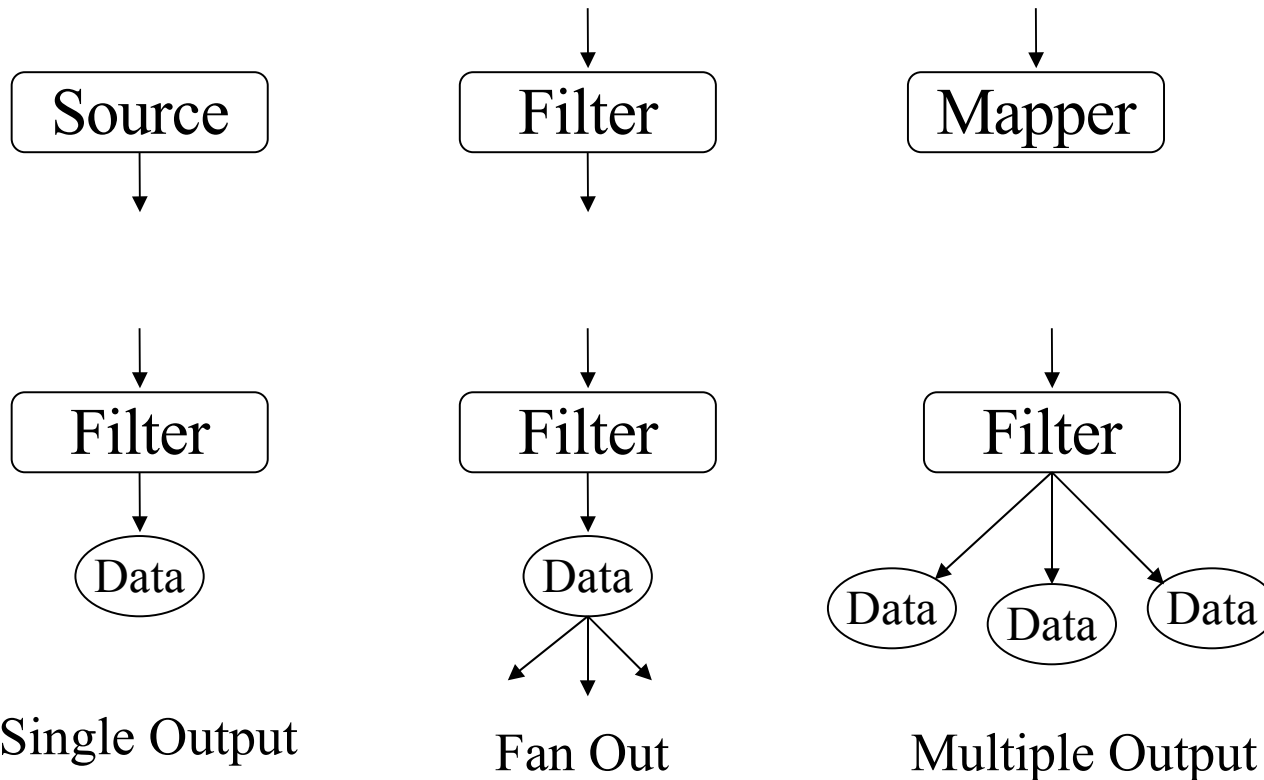 Source
Filter
Mapper
Filter
Data
Single Output
Filter
Data
Fan Out
Filter
Data
Data
Data
Multiple Output